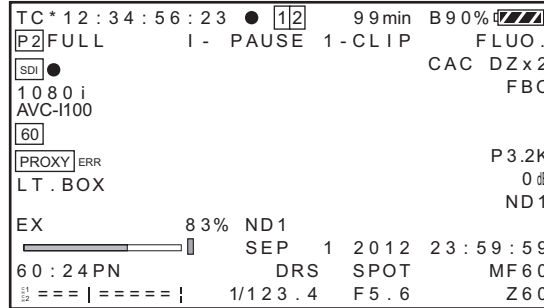 TC*12:34:56:23 ● 12 99min B90%
P2 FULL I- PAUSE 1-CLIP FLUO.
SDI ● CAC DZx2
1080i FBC
AVC-I100
60
PROXY ERR P3.2K
LT.BOX 0dB
ND1
EX 83% ND1
SEP 1 2012 23:59:59
60:24PN DRS SPOT MF60
===|=====¦ 1/123.4 F5.6 Z60